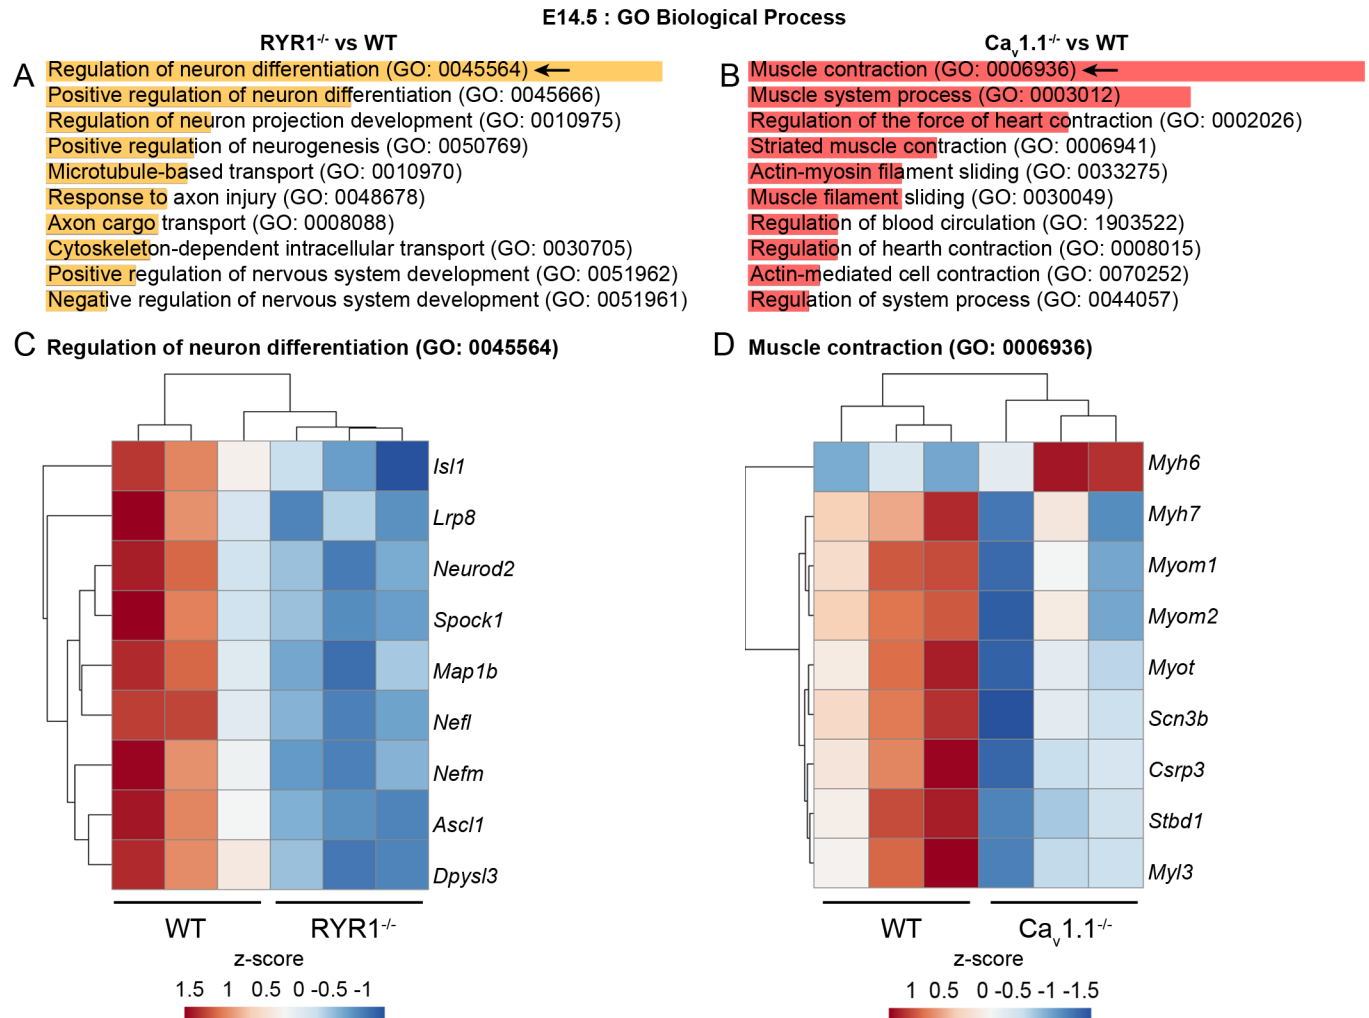 E14.5 : GO Biological Process
RYR1-/- vs WT
A
Regulation of neuron differentiation (GO: 0045564)
Positive regulation of neuron differentiation (GO: 0045666)
Regulation of neuron projection development (GO: 0010975)
Positive regulation of neurogenesis (GO: 0050769)
Microtubule-based transport (GO: 0010970)
Response to axon injury (GO: 0048678)
Axon cargo transport (GO: 0008088)
Cytoskeleton-dependent intracellular transport (GO: 0030705)
Positive regulation of nervous system development (GO: 0051962)
Negative regulation of nervous system development (GO: 0051961)
Cav1.1-/- vs WT
B
Muscle contraction (GO: 0006936)
Muscle system process (GO: 0003012)
Regulation of the force of heart contraction (GO: 0002026)
Striated muscle contraction (GO: 0006941)
Actin-myosin filament sliding (GO: 0033275)
Muscle filament sliding (GO: 0030049)
Regulation of blood circulation (GO: 1903522)
Regulation of hearth contraction (GO: 0008015)
Actin-mediated cell contraction (GO: 0070252)
Regulation of system process (GO: 0044057)
C Regulation of neuron differentiation (GO: 0045564)
Isl1
Lrp8
Neurod2
Spock1
Map1b
Nefl
Nefm
Ascl1
Dpysl3
WT RYR1-/-
z-score
1.5 1 0.5 0 -0.5 -1
D Muscle contraction (GO: 0006936)
Myh6
Myh7
Myom1
Myom2
Myot
Scn3b
Csrp3
Stbd1
Myl3
WT Cav1.1-/-
z-score
1 0.5 0 -0.5 -1 -1.5